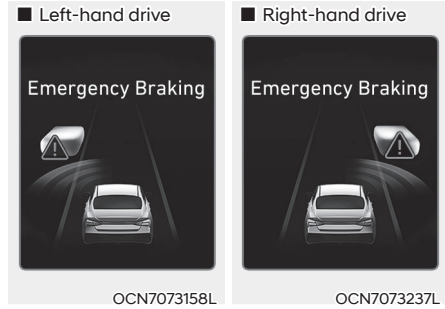 ■ Left-hand drive
Emergency Braking
OCN7073158L
■ Right-hand drive
Emergency Braking
OCN7073237L